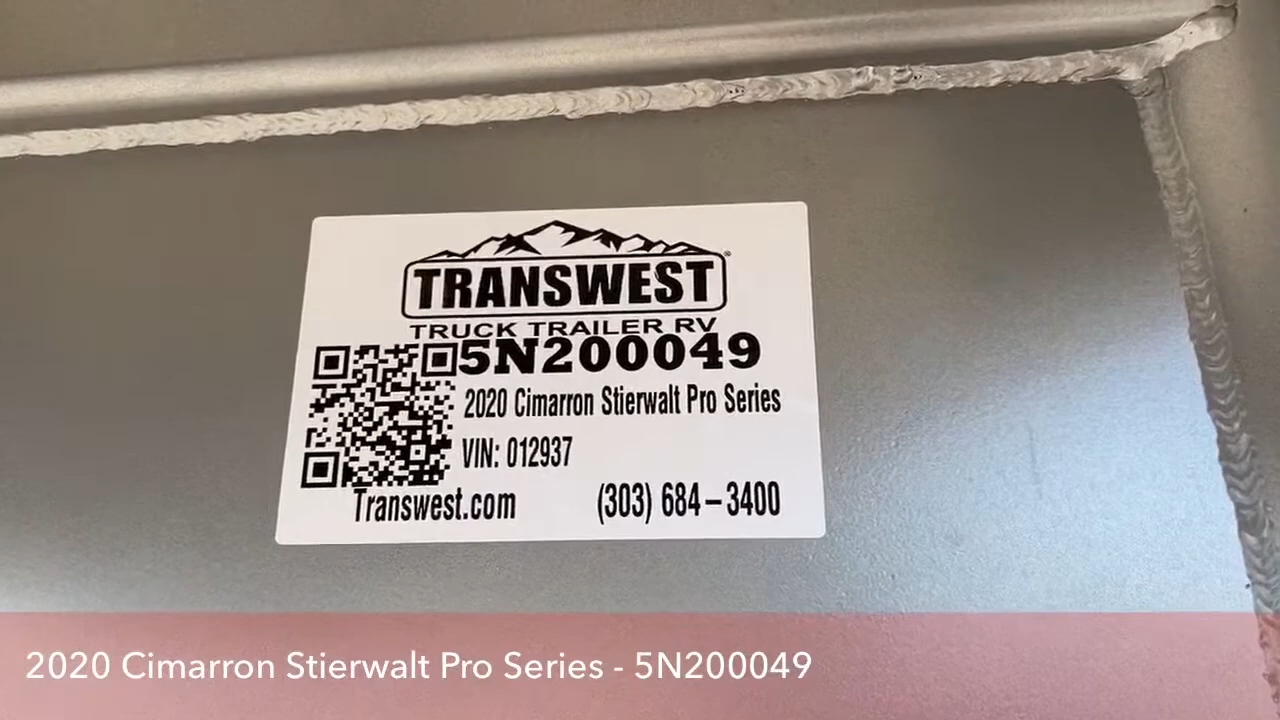 TRANSWEST®
TRUCK TRAILER RV
5N200049
2020 Cimarron Stierwalt Pro Series
VIN: 012937
Transwest.com (303) 684-3400
2020 Cimarron Stierwalt Pro Series - 5N200049